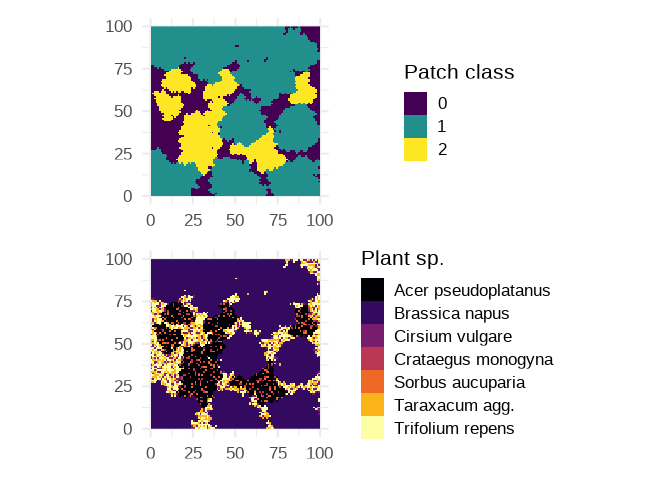 100
75
50
25
0
0 25 50 75 100
Patch class
0
1
2
100
75
50
25
0
0 25 50 75 100
Plant sp.
Acer pseudoplatanus
Brassica napus
Cirsium vulgare
Crataegus monogyna
Sorbus aucuparia
Taraxacum agg.
Trifolium repens